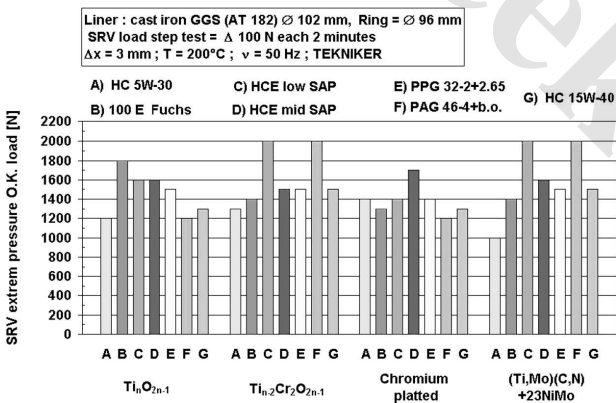 Liner : cast iron GGS (AT 182) Ø 102 mm, Ring = Ø 96 mm
SRV load step test = Δ 100 N each 2 minutes
Δx = 3 mm ; T = 200°C ; ν = 50 Hz ; TEKNIKER
A) HC 5W-30
C) HCE low SAP
E) PPG 32-2+2.65
G) HC 15W-40
B) 100 E Fuchs
D) HCE mid SAP
F) PAG 46-4+b.o.
SRV extrem pressure O.K. load [N]
2200
2000
1800
1600
1400
1200
1000
800
600
400
200
0
A B C D E F G
A B C D E F G
A B C D E F G
A B C D E F G
TinO2n-1
Tin-2Cr2O2n-1
Chromium
platted
(Ti,Mo)(C,N)
+23NiMo